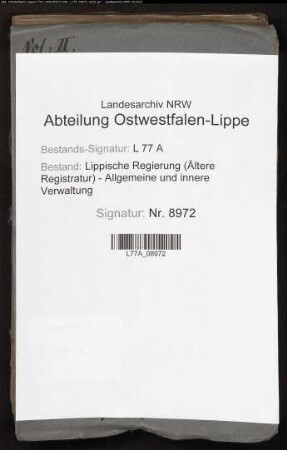 Vol: II.
Landesarchiv NRW
Abteilung Ostwestfalen-Lippe
Bestands-Signatur: L 77 A
Bestand: Lippische Regierung (Ältere
Registratur) - Allgemeine und innere
Verwaltung
Signatur: Nr. 8972
L77A_08972